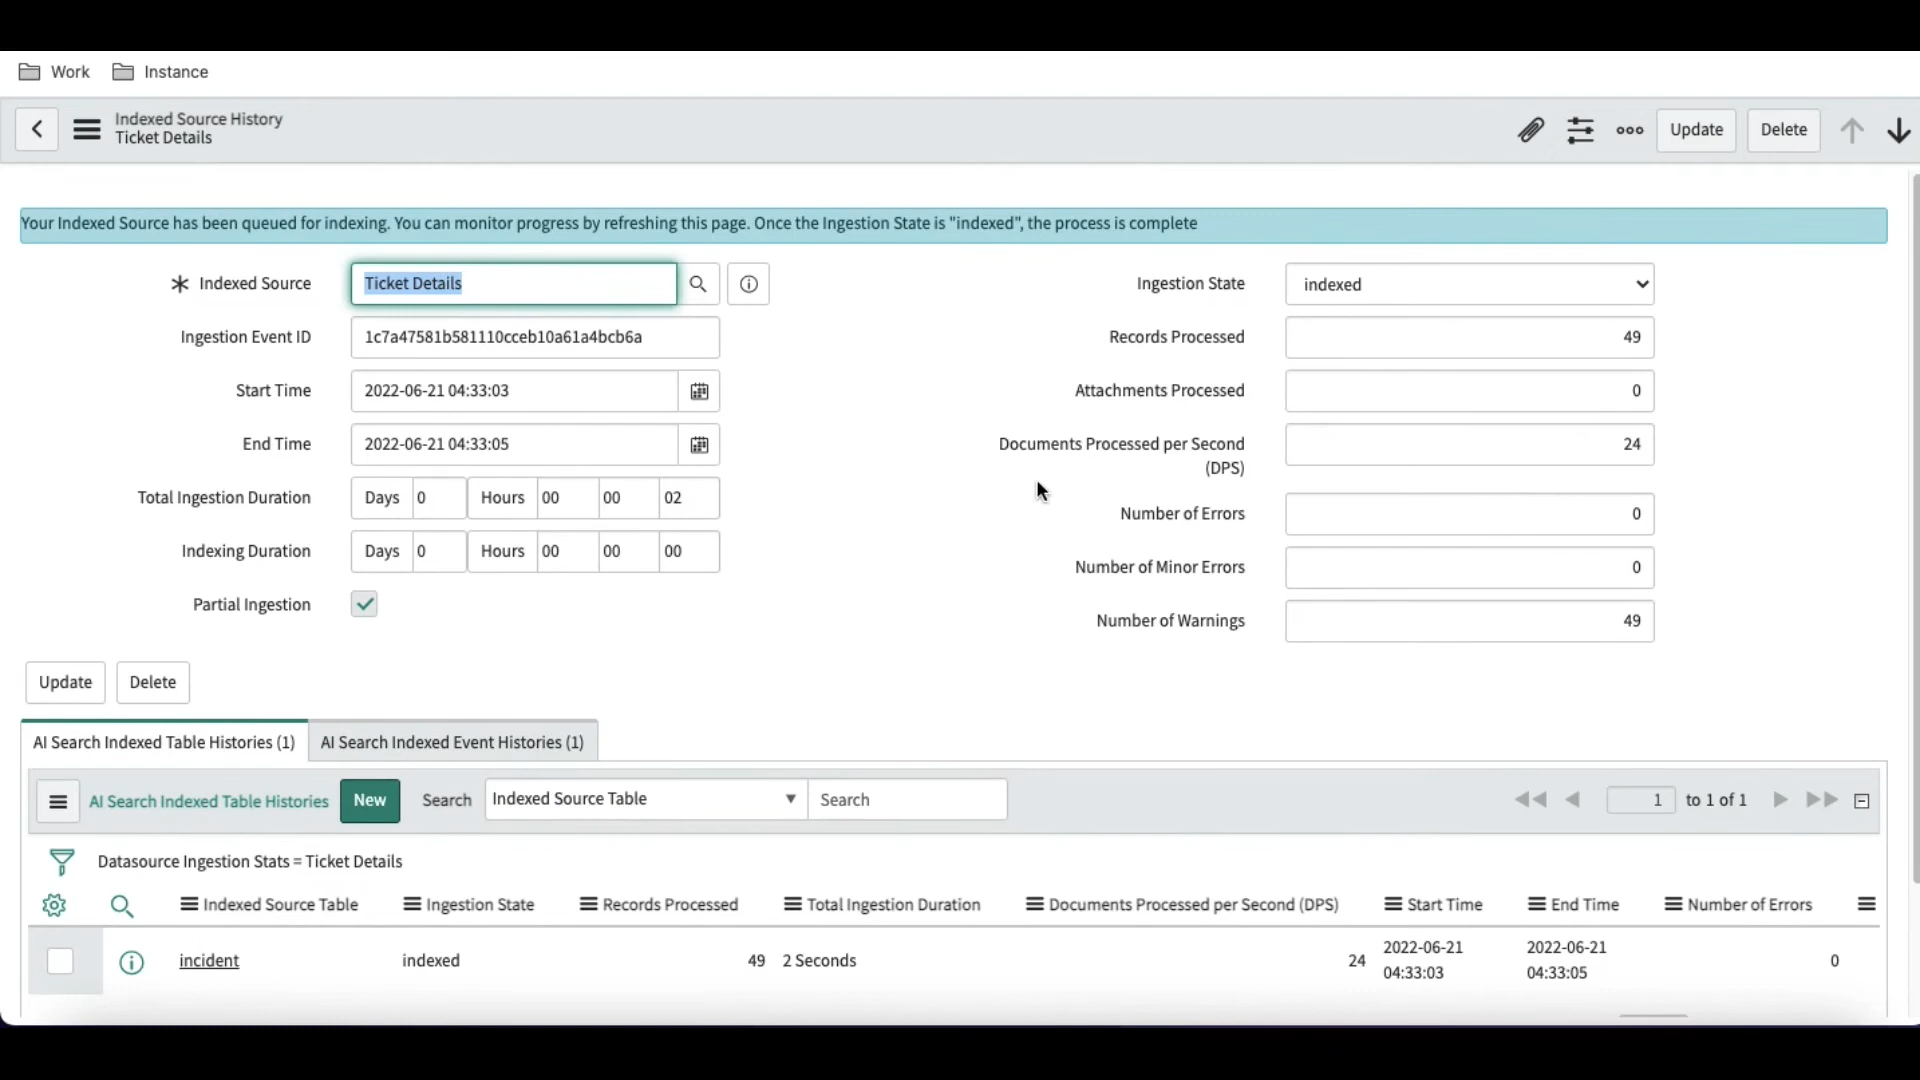 Work Instance
Indexed Source History
Ticket Details
Update Delete
Your Indexed Source has been queued for indexing. You can monitor progress by refreshing this page. Once the Ingestion State is "indexed", the process is complete
Indexed Source Ticket Details
Ingestion Event ID 1c7a47581b581110cceb10a61a4bcb6a
Start Time 2022-06-21 04:33:03
End Time 2022-06-21 04:33:05
Total Ingestion Duration Days 0 Hours 00 00 02
Indexing Duration Days 0 Hours 00 00 00
Partial Ingestion
Ingestion State indexed
Records Processed 49
Attachments Processed 0
Documents Processed per Second 24
(DPS)
Number of Errors 0
Number of Minor Errors 0
Number of Warnings 49
Update Delete
AI Search Indexed Table Histories (1) AI Search Indexed Event Histories (1)
AI Search Indexed Table Histories New Search Indexed Source Table Search 1 to 1 of 1
Datasource Ingestion Stats = Ticket Details
Indexed Source Table Ingestion State Records Processed Total Ingestion Duration Documents Processed per Second (DPS) Start Time End Time Number of Errors
incident indexed 49 2 Seconds 24 2022-06-21 2022-06-21 0
04:33:03 04:33:05